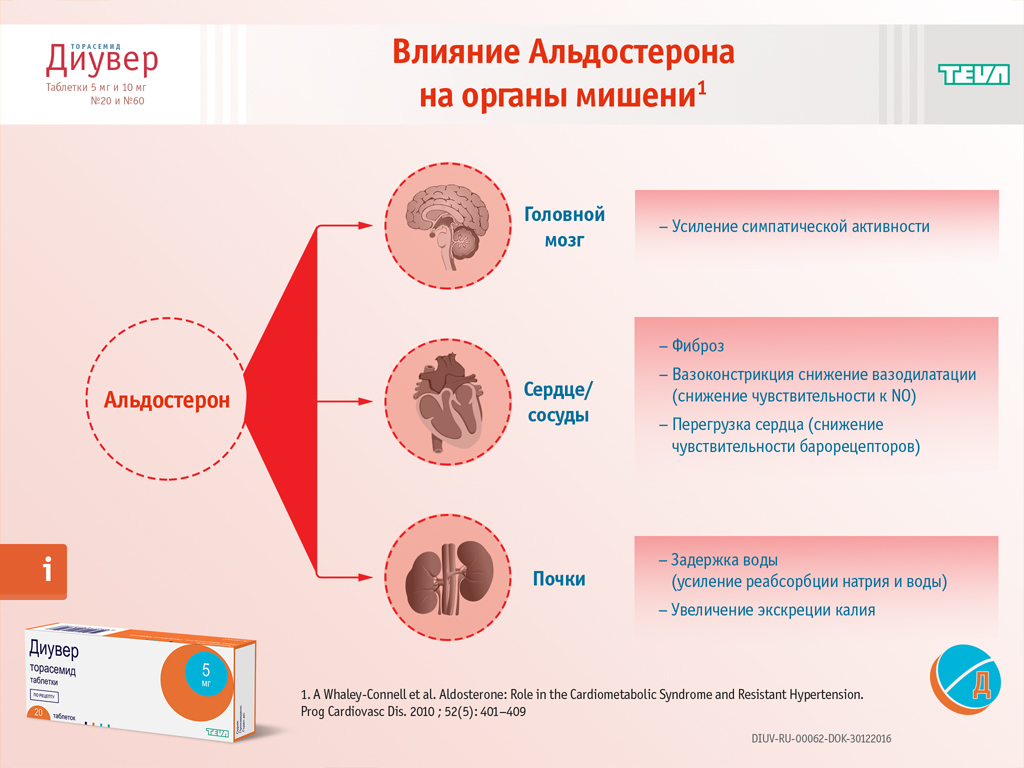 ТОРАСЕМИД
Диувер
Таблетки 5 мг и 10 мг
№20 и №60
Влияние Альдостерона
на органы мишени1
TEVA
Альдостерон
Головной
мозг
– Усиление симпатической активности
Сердце/
сосуды
– Фиброз
– Вазоконстрикция снижение вазодилатации
(снижение чувствительности к NO)
– Перегрузка сердца (снижение
чувствительности барорецепторов)
Почки
– Задержка воды
(усиление реабсорбции натрия и воды)
– Увеличение экскреции калия
i
Диувер
торасемид
таблетки
ПО РЕЦЕПТУ
20 таблеток
5
мг
TEVA
Д
1. A Whaley-Connell et al. Aldosterone: Role in the Cardiometabolic Syndrome and Resistant Hypertension.
Prog Cardiovasc Dis. 2010 ; 52(5): 401–409
DIUV-RU-00062-DOK-30122016